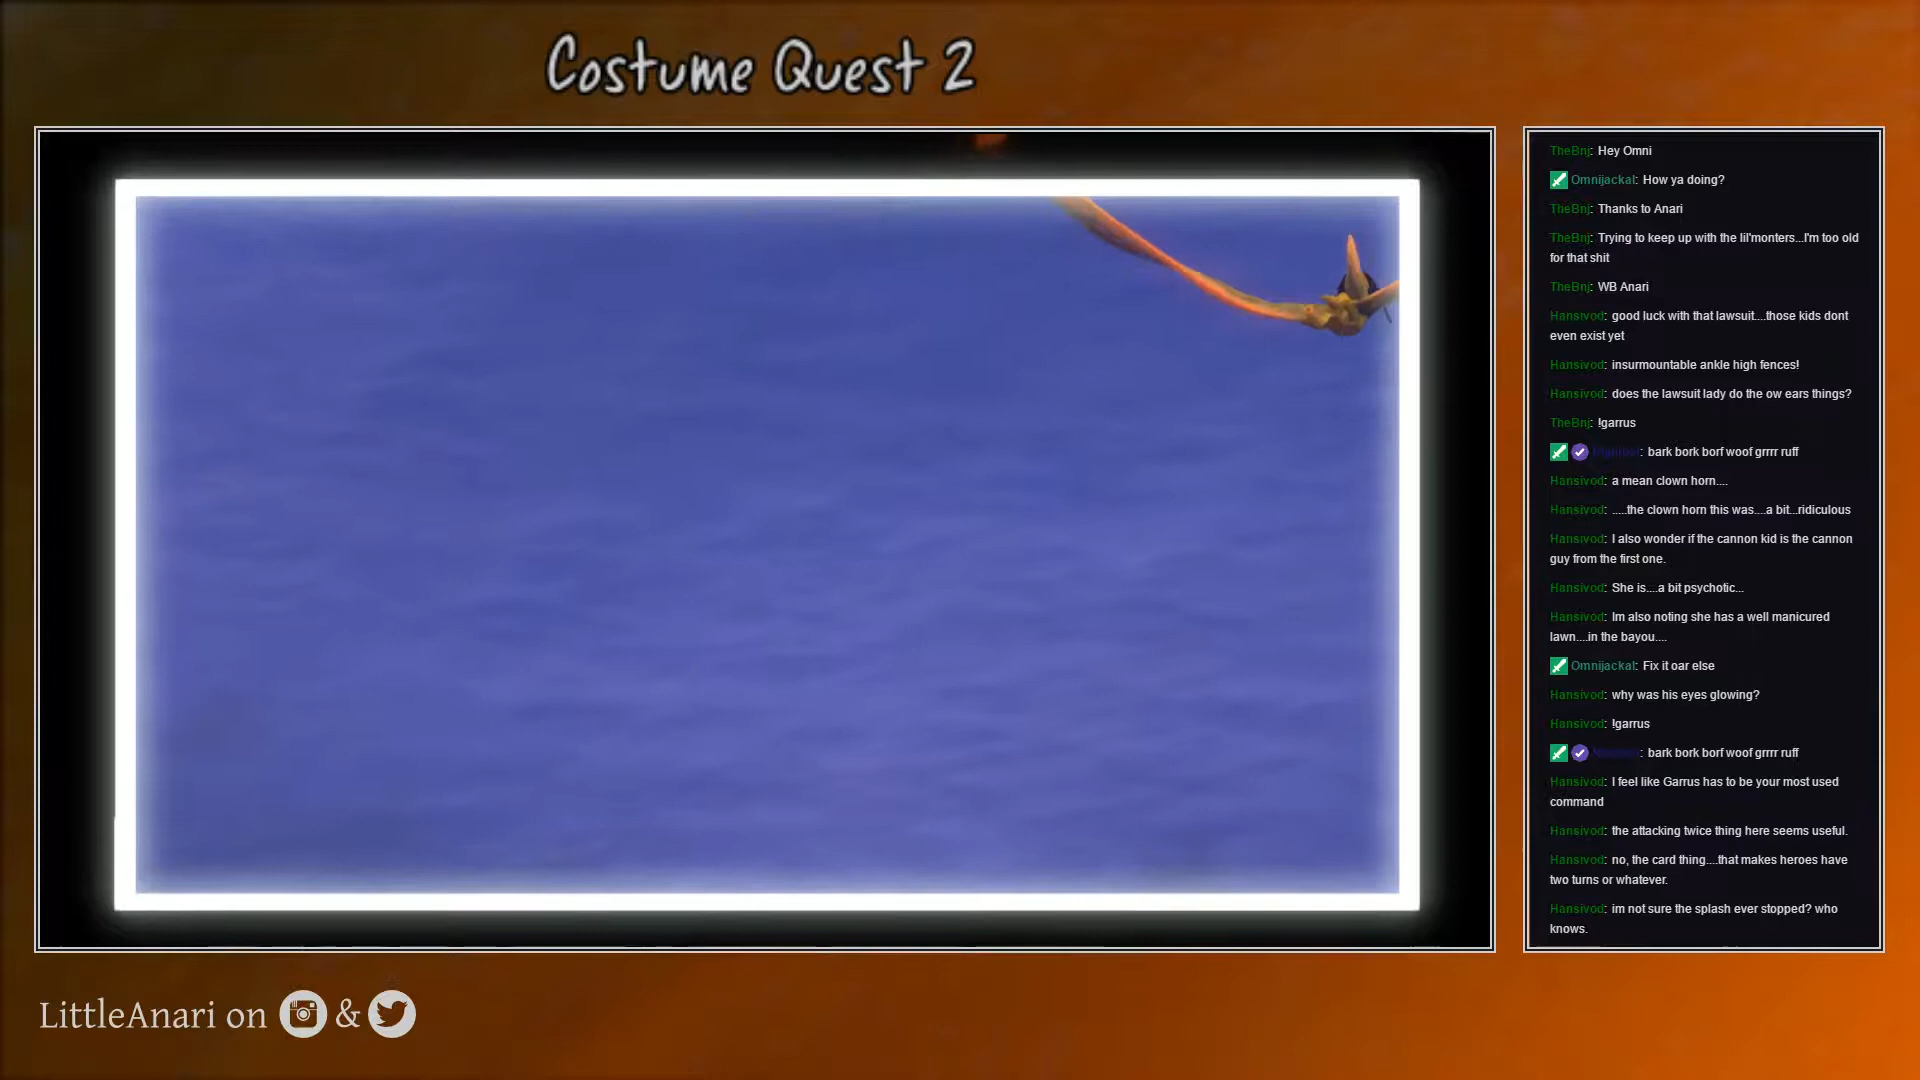 Costume Quest 2
TheBnj: Hey Omni
Omnijackal: How ya doing?
TheBnj: Thanks to Anari
TheBnj: Trying to keep up with the lil'monters...I'm too old
for that shit
TheBnj: WB Anari
Hansivod: good luck with that lawsuit....those kids dont
even exist yet
Hansivod: insurmountable ankle high fences!
Hansivod: does the lawsuit lady do the ow ears things?
TheBnj: !garrus
: bark bork borf woof grrrr ruff
Hansivod: a mean clown horn....
Hansivod: .....the clown horn this was....a bit...ridiculous
Hansivod: I also wonder if the cannon kid is the cannon
guy from the first one.
Hansivod: She is....a bit psychotic...
Hansivod: Im also noting she has a well manicured
lawn....in the bayou....
Omnijackal: Fix it oar else
Hansivod: why was his eyes glowing?
Hansivod: !garrus
: bark bork borf woof grrrr ruff
Hansivod: I feel like Garrus has to be your most used
command
Hansivod: the attacking twice thing here seems useful.
Hansivod: no, the card thing....that makes heroes have
two turns or whatever.
Hansivod: im not sure the splash ever stopped? who
knows.
LittleAnari on &